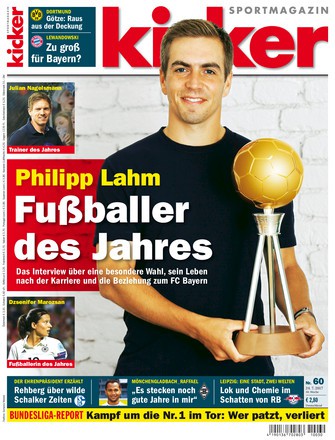 kicker
SPORTMAGAZIN
kicker
DORTMUND
Götze: Raus
aus der Deckung
LEWANDOWSKI
Zu groß
für Bayern?
Julian Nagelsmann
Trainer des Jahres
Philipp Lahm
Fußballer
des Jahres
Das Interview über eine besondere Wahl, sein Leben
nach der Karriere und die Beziehung zum FC Bayern
Dzsenifer Marozsan
Fußballerin des Jahres
Nr. 60
24.7.2017
€ 2,80
DER EHRENPRÄSIDENT ERZÄHLT
Rehberg über wilde
Schalker Zeiten
MÖNCHENGLADBACH, RAFFAEL
„Es stecken noch
gute Jahre in mir"
LEIPZIG: EINE STADT, ZWEI WELTEN
Lok und Chemie im
Schatten von RB
BUNDESLIGA-REPORT Kampf um die Nr.1 im Tor: Wer patzt, verliert